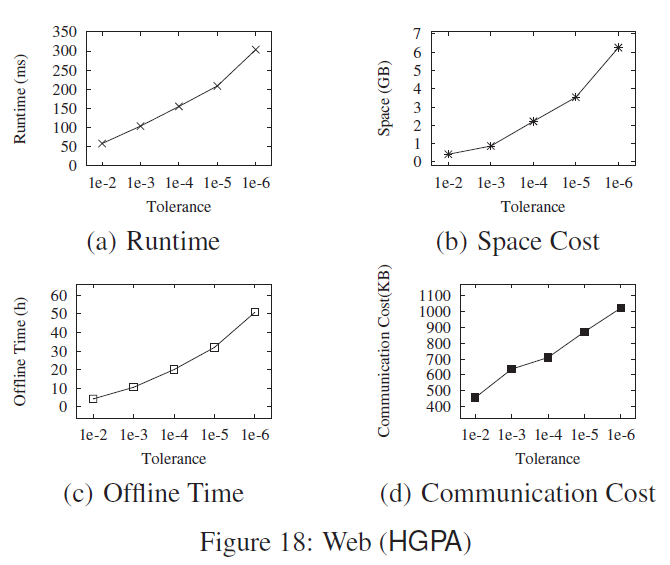 350
300
250
200
150
100
50
0
Runtime (ms)
1e-2 1e-3 1e-4 1e-5 1e-6
Tolerance
(a) Runtime
7
6
5
4
3
2
1
0
Space (GB)
1e-2 1e-3 1e-4 1e-5 1e-6
Tolerance
(b) Space Cost
60
50
40
30
20
10
0
Offline Time (h)
1e-2 1e-3 1e-4 1e-5 1e-6
Tolerance
(c) Offline Time
1100
1000
900
800
700
600
500
400
Communication Cost(KB)
1e-2 1e-3 1e-4 1e-5 1e-6
Tolerance
(d) Communication Cost
Figure 18: Web (HGPA)